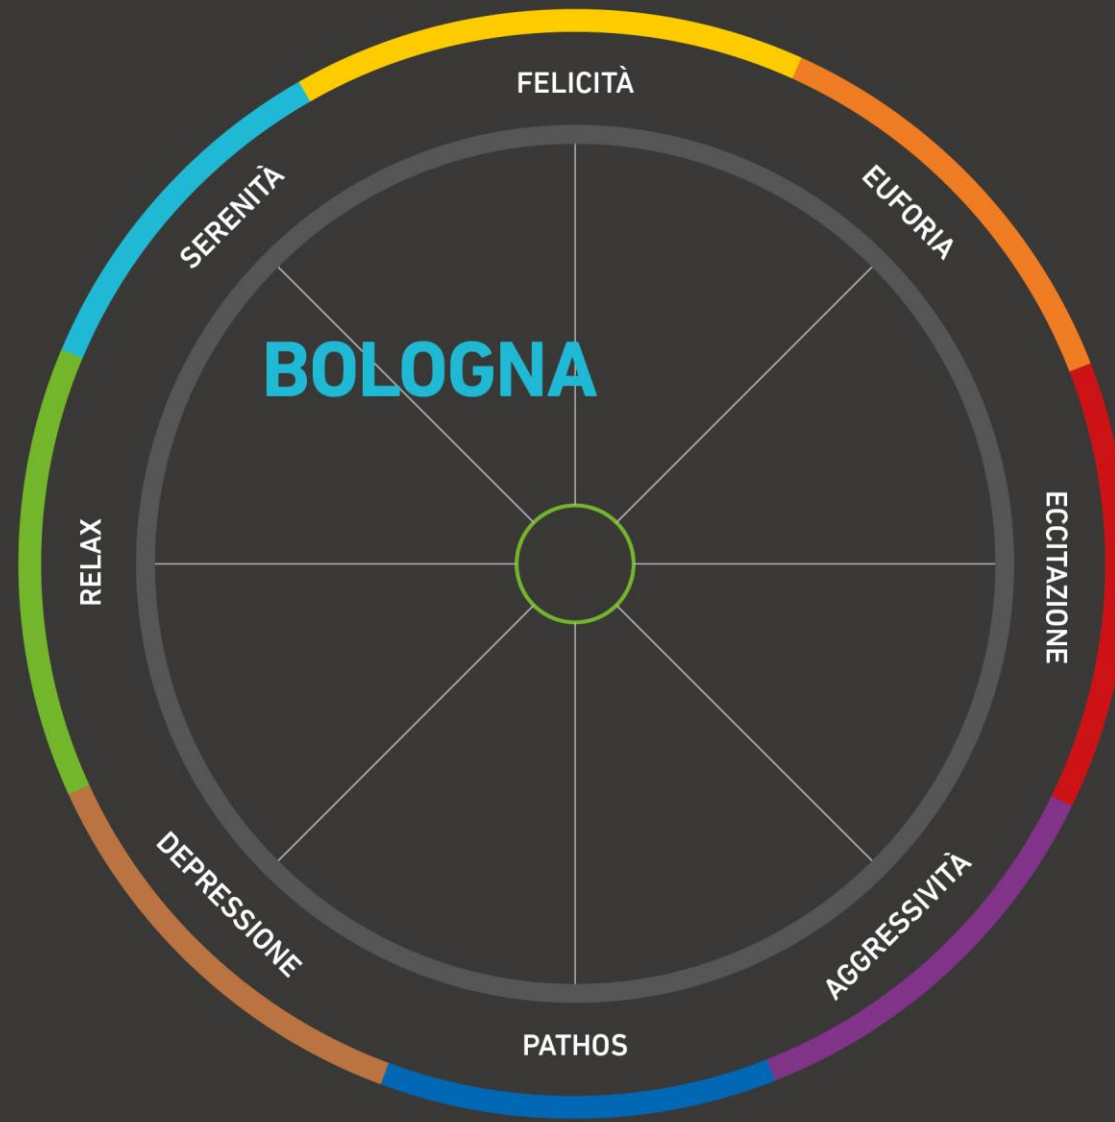 FELICITÀ
SERENITÀ
EUFORIA
BOLOGNA
RELAX
ECCITAZIONE
DEPRESSIONE
AGGRESSIVITÀ
PATHOS